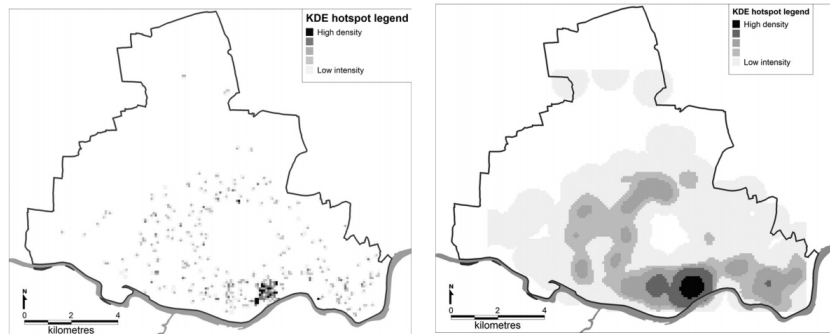 KDE hotspot legend
High density
Low intensity
N
0 2 4
kilometres
KDE hotspot legend
High density
Low intensity
N
0 2 4
kilometres